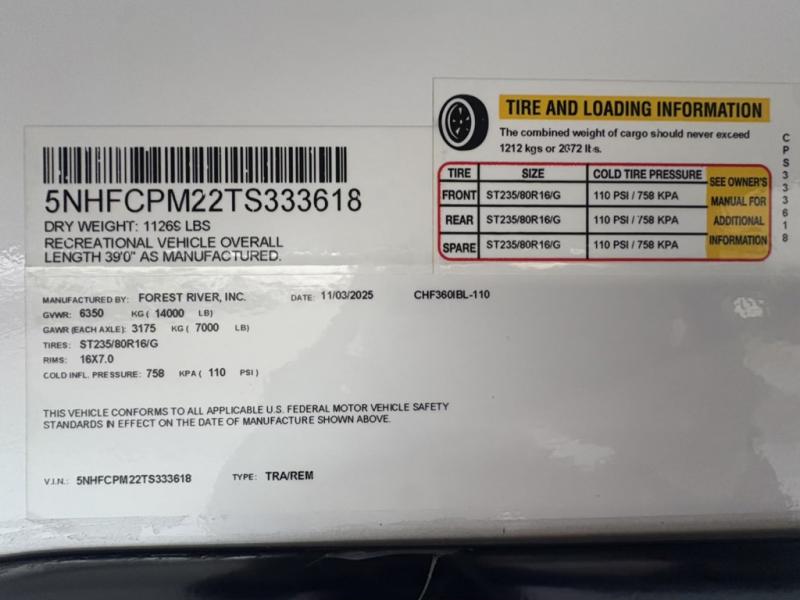 TIRE AND LOADING INFORMATION
The combined weight of cargo should never exceed
1212 kgs or 2672 lbs.
TIRE SIZE COLD TIRE PRESSURE
FRONT ST235/80R16/G 110 PSI / 758 KPA
REAR ST235/80R16/G 110 PSI / 758 KPA
SPARE ST235/80R16/G 110 PSI / 758 KPA
SEE OWNER'S
MANUAL FOR
ADDITIONAL
INFORMATION
CPS333618
5NHFCPM22TS333618
DRY WEIGHT: LBS
RECREATIONAL VEHICLE OVERALL
LENGTH 39'0" AS MANUFACTURED.
MANUFACTURED BY: FOREST RIVER, INC. DATE: 11/03/2025 CHF360IBL-110
GVWR: 6350 KG ( 14000 LB)
GAWR (EACH AXLE): 3175 KG ( 7000 LB)
TIRES: ST235/80R16/G
RIMS: 16X7.0
COLD INFL. PRESSURE: 758 KPA ( 110 PSI )
THIS VEHICLE CONFORMS TO ALL APPLICABLE U.S. FEDERAL MOTOR VEHICLE SAFETY
STANDARDS IN EFFECT ON THE DATE OF MANUFACTURE SHOWN ABOVE.
V.I.N.: 5NHFCPM22TS333618 TYPE: TRA/REM